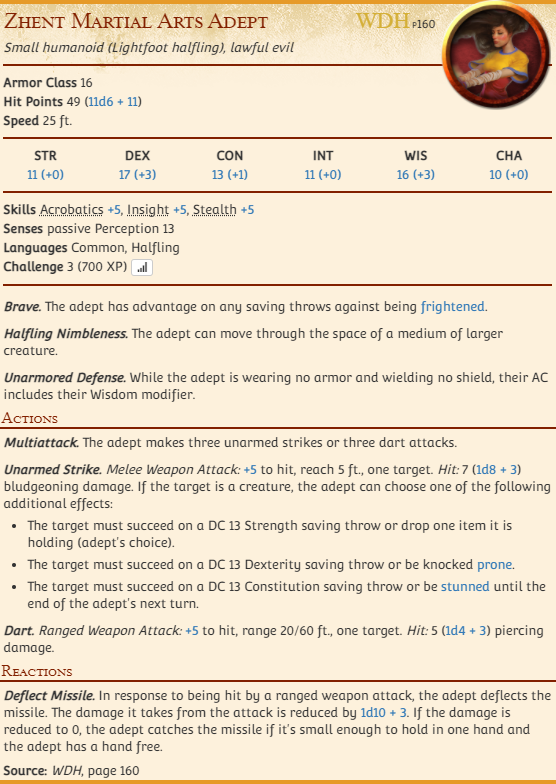 Zhent Martial Arts Adept WDH p160
Small humanoid (Lightfoot halfling), lawful evil
Armor Class 16
Hit Points 49 (11d6 + 11)
Speed 25 ft.
STR DEX CON INT WIS CHA
11 (+0) 17 (+3) 13 (+1) 11 (+0) 16 (+3) 10 (+0)
Skills Acrobatics +5, Insight +5, Stealth +5
Senses passive Perception 13
Languages Common, Halfling
Challenge 3 (700 XP)
Brave. The adept has advantage on any saving throws against being frightened.
Halfling Nimbleness. The adept can move through the space of a medium of larger
creature.
Unarmored Defense. While the adept is wearing no armor and wielding no shield, their AC
includes their Wisdom modifier.
Actions
Multiattack. The adept makes three unarmed strikes or three dart attacks.
Unarmed Strike. Melee Weapon Attack: +5 to hit, reach 5 ft., one target. Hit: 7 (1d8 + 3)
bludgeoning damage. If the target is a creature, the adept can choose one of the following
additional effects:
• The target must succeed on a DC 13 Strength saving throw or drop one item it is
holding (adept's choice).
• The target must succeed on a DC 13 Dexterity saving throw or be knocked prone.
• The target must succeed on a DC 13 Constitution saving throw or be stunned until the
end of the adept's next turn.
Dart. Ranged Weapon Attack: +5 to hit, range 20/60 ft., one target. Hit: 5 (1d4 + 3) piercing
damage.
Reactions
Deflect Missile. In response to being hit by a ranged weapon attack, the adept deflects the
missile. The damage it takes from the attack is reduced by 1d10 + 3. If the damage is
reduced to 0, the adept catches the missile if it's small enough to hold in one hand and
the adept has a hand free.
Source: WDH, page 160